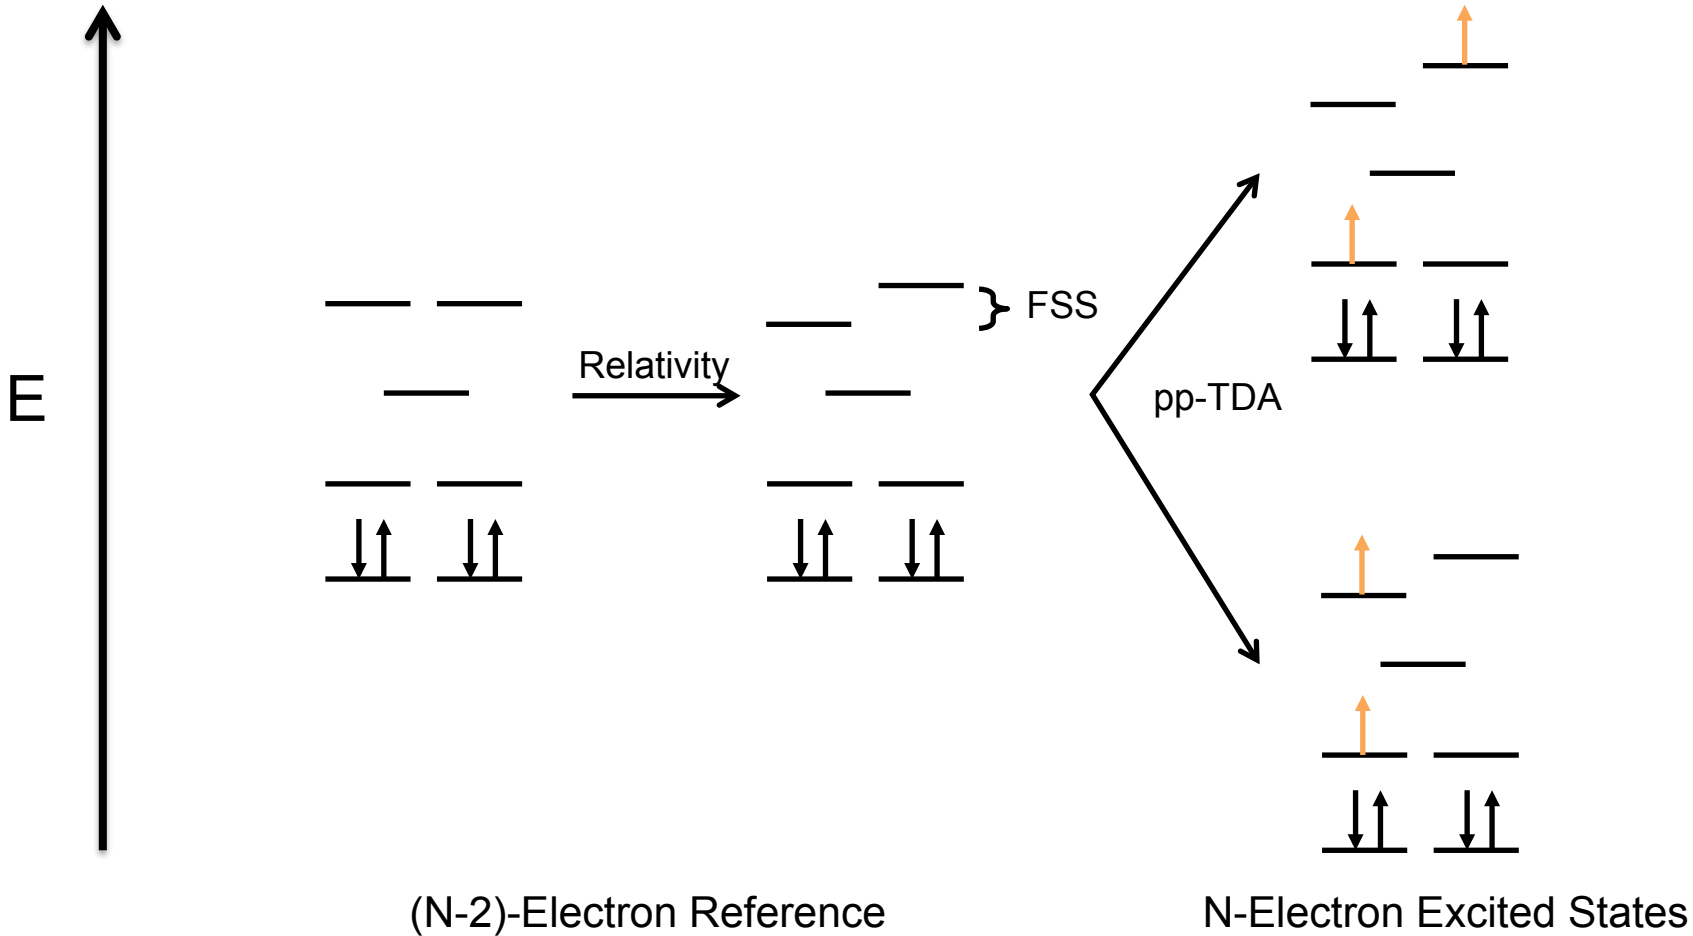 E
Relativity
FSS
pp-TDA
(N-2)-Electron Reference
N-Electron Excited States